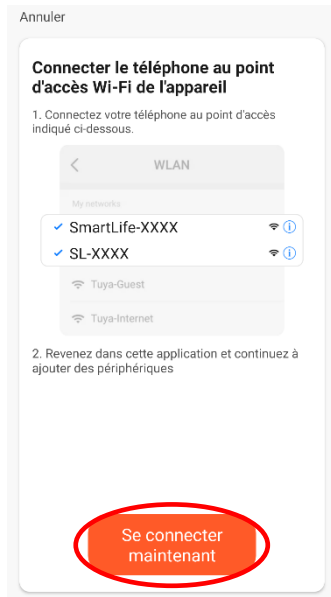 Annuler
Connecter le téléphone au point
d'accès Wi-Fi de l'appareil
1. Connectez votre téléphone au point d'accès
indiqué ci-dessous.
WLAN
My networks
SmartLife-XXXX
SL-XXXX
Tuya-Guest
Tuya-Internet
2. Revenez dans cette application et continuez à
ajouter des périphériques
Se connecter
maintenant